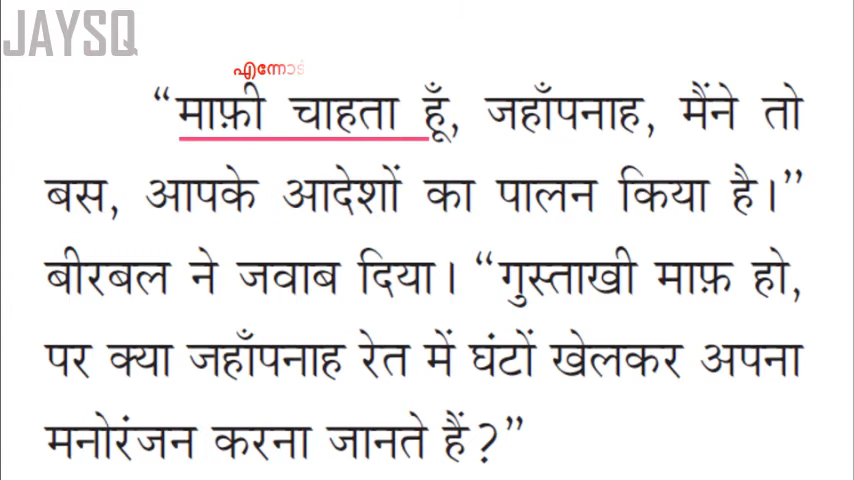 JAYSQ
“माफ़ी चाहता हूँ, जहाँपनाह, मैंने तो
बस, आपके आदेशों का पालन किया है।”
बीरबल ने जवाब दिया। “गुस्ताखी माफ़ हो,
पर क्या जहाँपनाह रेत में घंटों खेलकर अपना
मनोरंजन करना जानते हैं?”